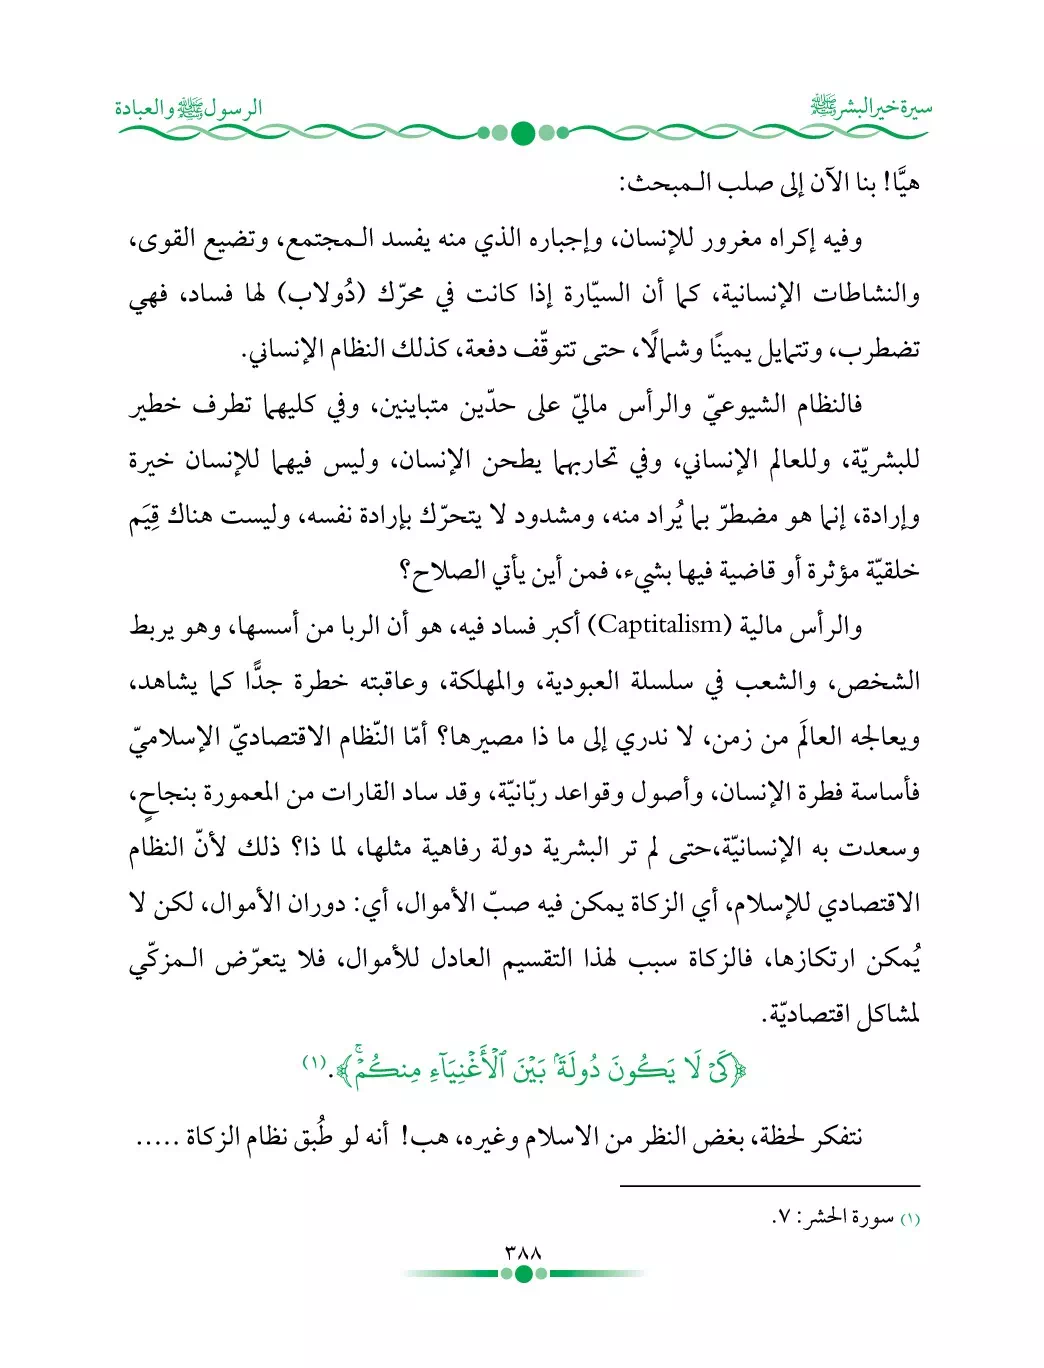 سيرة خير البشر ﷺ
الرسول ﷺ والعبادة
هيَّا! بنا الآن إلى صلب الـمبحث:
وفيه إكراه مغرور للإنسان، وإجباره الذي منه يفسد الـمجتمع، وتضيع القوى،
والنشاطات الإنسانية، كما أن السيّارة إذا كانت في محرّك (دُولاب) لها فساد، فهي
تضطرب، وتتمايل يمينًا وشمالًا، حتى تتوقّف دفعة، كذلك النظام الإنساني.
فالنظام الشيوعيّ والرأس ماليّ على حدّين متباينين، وفي كليهما تطرف خطير
للبشريّة، وللعالم الإنساني، وفي تحاربهما يطحن الإنسان، وليس فيهما للإنسان خيرة
وإرادة، إنما هو مضطرّ بما يُراد منه، ومشدود لا يتحرّك بإرادة نفسه، وليست هناك قِيَم
خلقيّة مؤثرة أو قاضية فيها بشيء، فمن أين يأتي الصلاح؟
والرأس مالية (Captitalism) أكبر فساد فيه، هو أن الربا من أسسها، وهو يربط
الشخص، والشعب في سلسلة العبودية، والمهلكة، وعاقبته خطرة جدًّا كما يشاهد،
ويعالجه العالَم من زمن، لا ندري إلى ما ذا مصيرها؟ أمّا النّظام الاقتصاديّ الإسلاميّ
فأساسة فطرة الإنسان، وأصول وقواعد ربّانيّة، وقد ساد القارات من المعمورة بنجاحٍ،
وسعدت به الإنسانيّة،حتى لم تر البشرية دولة رفاهية مثلها، لما ذا؟ ذلك لأنّ النظام
الاقتصادي للإسلام، أي الزكاة يمكن فيه صبّ الأموال، أي: دوران الأموال، لكن لا
يُمكن ارتكازها، فالزكاة سبب لهذا التقسيم العادل للأموال، فلا يتعرّض الـمزكّي
لمشاكل اقتصاديّة.
﴿كَيۡ لَا يَكُونَ دُولَةَۢ بَيۡنَ ٱلۡأَغۡنِيَآءِ مِنكُمۡۚ﴾.(١)
نتفكر لحظة، بغض النظر من الاسلام وغيره، هب! أنه لو طُبق نظام الزكاة .....
(١) سورة الحشر: ٧.
٣٨٨